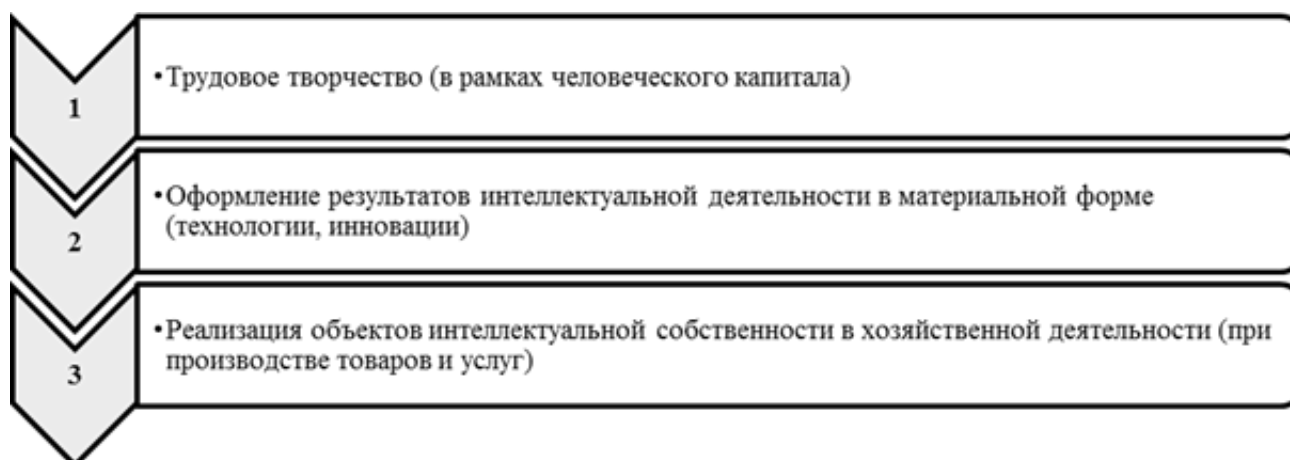 1
•Трудовое творчество (в рамках человеческого капитала)
2
•Оформление результатов интеллектуальной деятельности в материальной форме
(технологии, инновации)
3
•Реализация объектов интеллектуальной собственности в хозяйственной деятельности (при
производстве товаров и услуг)